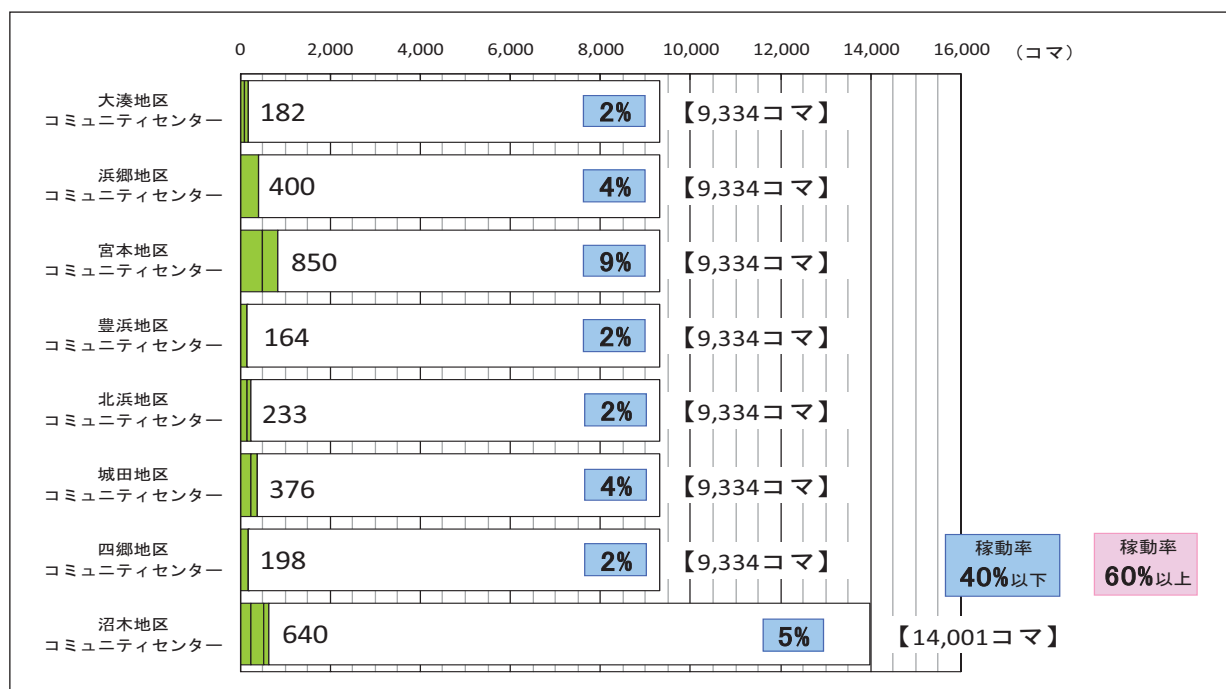 0 2,000 4,000 6,000 8,000 10,000 12,000 14,000 16,000 (コマ)
大湊地区
コミュニティセンター
182 2% 【9,334コマ】
浜郷地区
コミュニティセンター
400 4% 【9,334コマ】
宮本地区
コミュニティセンター
850 9% 【9,334コマ】
豊浜地区
コミュニティセンター
164 2% 【9,334コマ】
北浜地区
コミュニティセンター
233 2% 【9,334コマ】
城田地区
コミュニティセンター
376 4% 【9,334コマ】
四郷地区
コミュニティセンター
198 2% 【9,334コマ】
沼木地区
コミュニティセンター
640 5% 【14,001コマ】
稼動率
40%以下
稼動率
60%以上